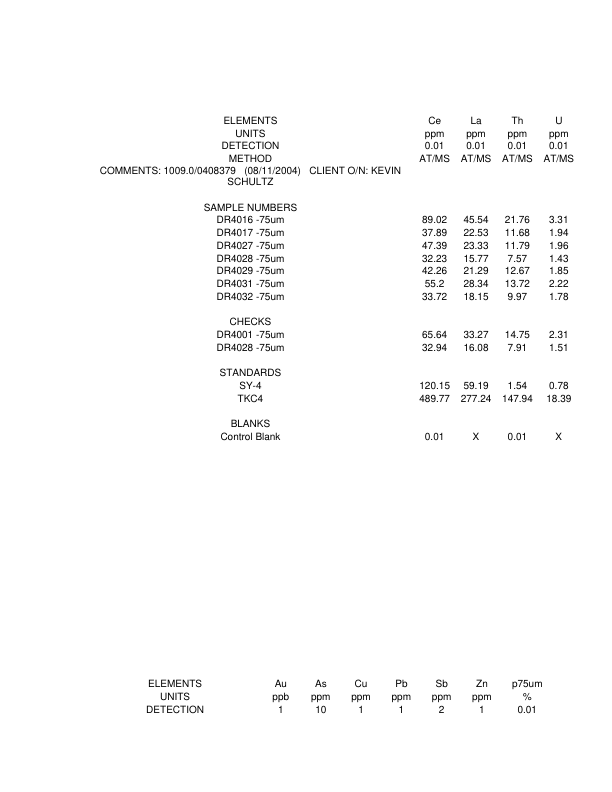 ELEMENTS Ce La Th U
UNITS ppm ppm ppm ppm
DETECTION 0.01 0.01 0.01 0.01
METHOD AT/MS AT/MS AT/MS AT/MS
COMMENTS: 1009.0/0408379 (08/11/2004) CLIENT O/N: KEVIN
SCHULTZ
SAMPLE NUMBERS
DR4016 -75um 89.02 45.54 21.76 3.31
DR4017 -75um 37.89 22.53 11.68 1.94
DR4027 -75um 47.39 23.33 11.79 1.96
DR4028 -75um 32.23 15.77 7.57 1.43
DR4029 -75um 42.26 21.29 12.67 1.85
DR4031 -75um 55.2 28.34 13.72 2.22
DR4032 -75um 33.72 18.15 9.97 1.78
CHECKS
DR4001 -75um 65.64 33.27 14.75 2.31
DR4028 -75um 32.94 16.08 7.91 1.51
STANDARDS
SY-4 120.15 59.19 1.54 0.78
TKC4 489.77 277.24 147.94 18.39
BLANKS
Control Blank 0.01 X 0.01 X
ELEMENTS Au As Cu Pb Sb Zn p75um
UNITS ppb ppm ppm ppm ppm ppm %
DETECTION 1 10 1 1 2 1 0.01